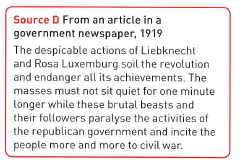 Source D From an article in a
government newspaper, 1919
The despicable actions of Liebknecht
and Rosa Luxemburg soil the revolution
and endanger all its achievements. The
masses must not sit quiet for one minute
longer while these brutal beasts and
their followers paralyse the activities of
the republican government and incite the
people more and more to civil war.